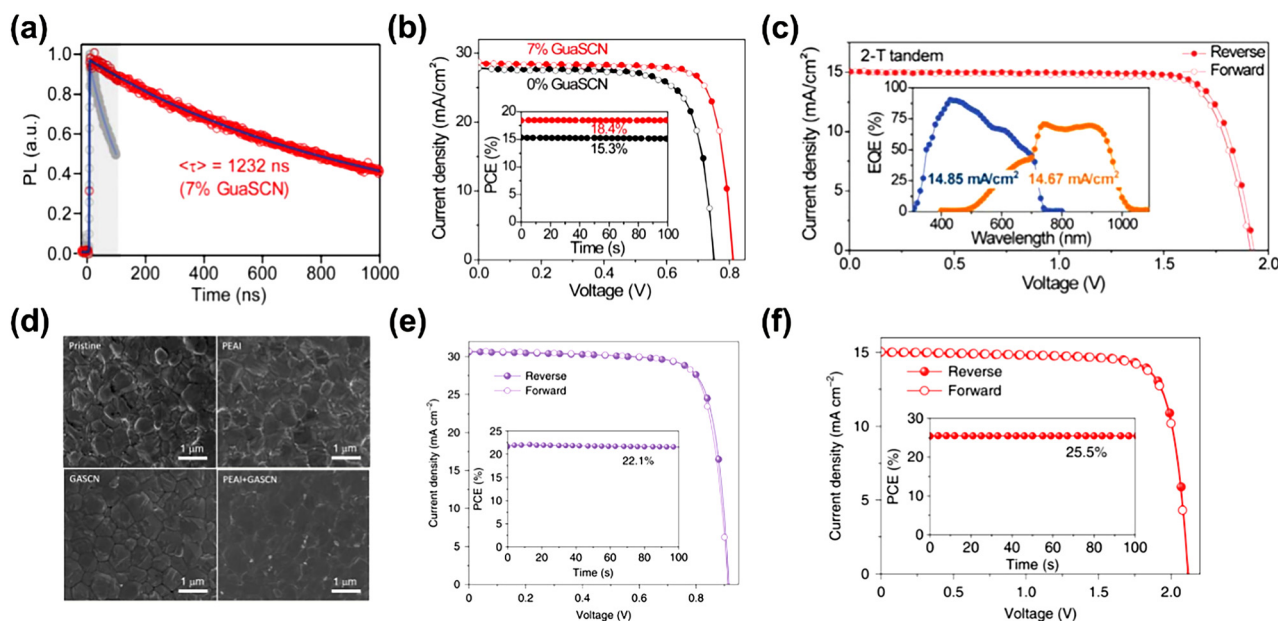 (a)
PL (a.u.)
1.0
0.8
0.6
0.4
0.2
0.0
<τ> = 1232 ns
(7% GuaSCN)
0 200 400 600 800 1000
Time (ns)
(b)
Current density (mA/cm²)
30
20
10
0
7% GuaSCN
0% GuaSCN
PCE (%)
20
15
10
5
0
18.4%
15.3%
0 20 40 60 80 100
Time (s)
0.0 0.2 0.4 0.6 0.8
Voltage (V)
(c)
Current density (mA/cm²)
15
10
5
0
2-T tandem
Reverse
Forward
EQE (%)
100
75
50
25
0
14.85 mA/cm²
14.67 mA/cm²
400 600 800 1000
Wavelength (nm)
0.0 0.5 1.0 1.5 2.0
Voltage (V)
(d)
Pristine
1 μm
PEAI
1 μm
GASCN
1 μm
PEAI+GASCN
1 μm
(e)
Current density (mA cm⁻²)
30
25
20
15
10
5
0
Reverse
Forward
PCE (%)
25
20
15
10
5
0
22.1%
0 20 40 60 80 100
Time (s)
0.0 0.2 0.4 0.6 0.8
Voltage (V)
(f)
Current density (mA cm⁻²)
15
10
5
0
Reverse
Forward
PCE (%)
30
25
20
15
10
5
0
25.5%
0 20 40 60 80 100
Time (s)
0.0 0.5 1.0 1.5 2.0
Voltage (V)